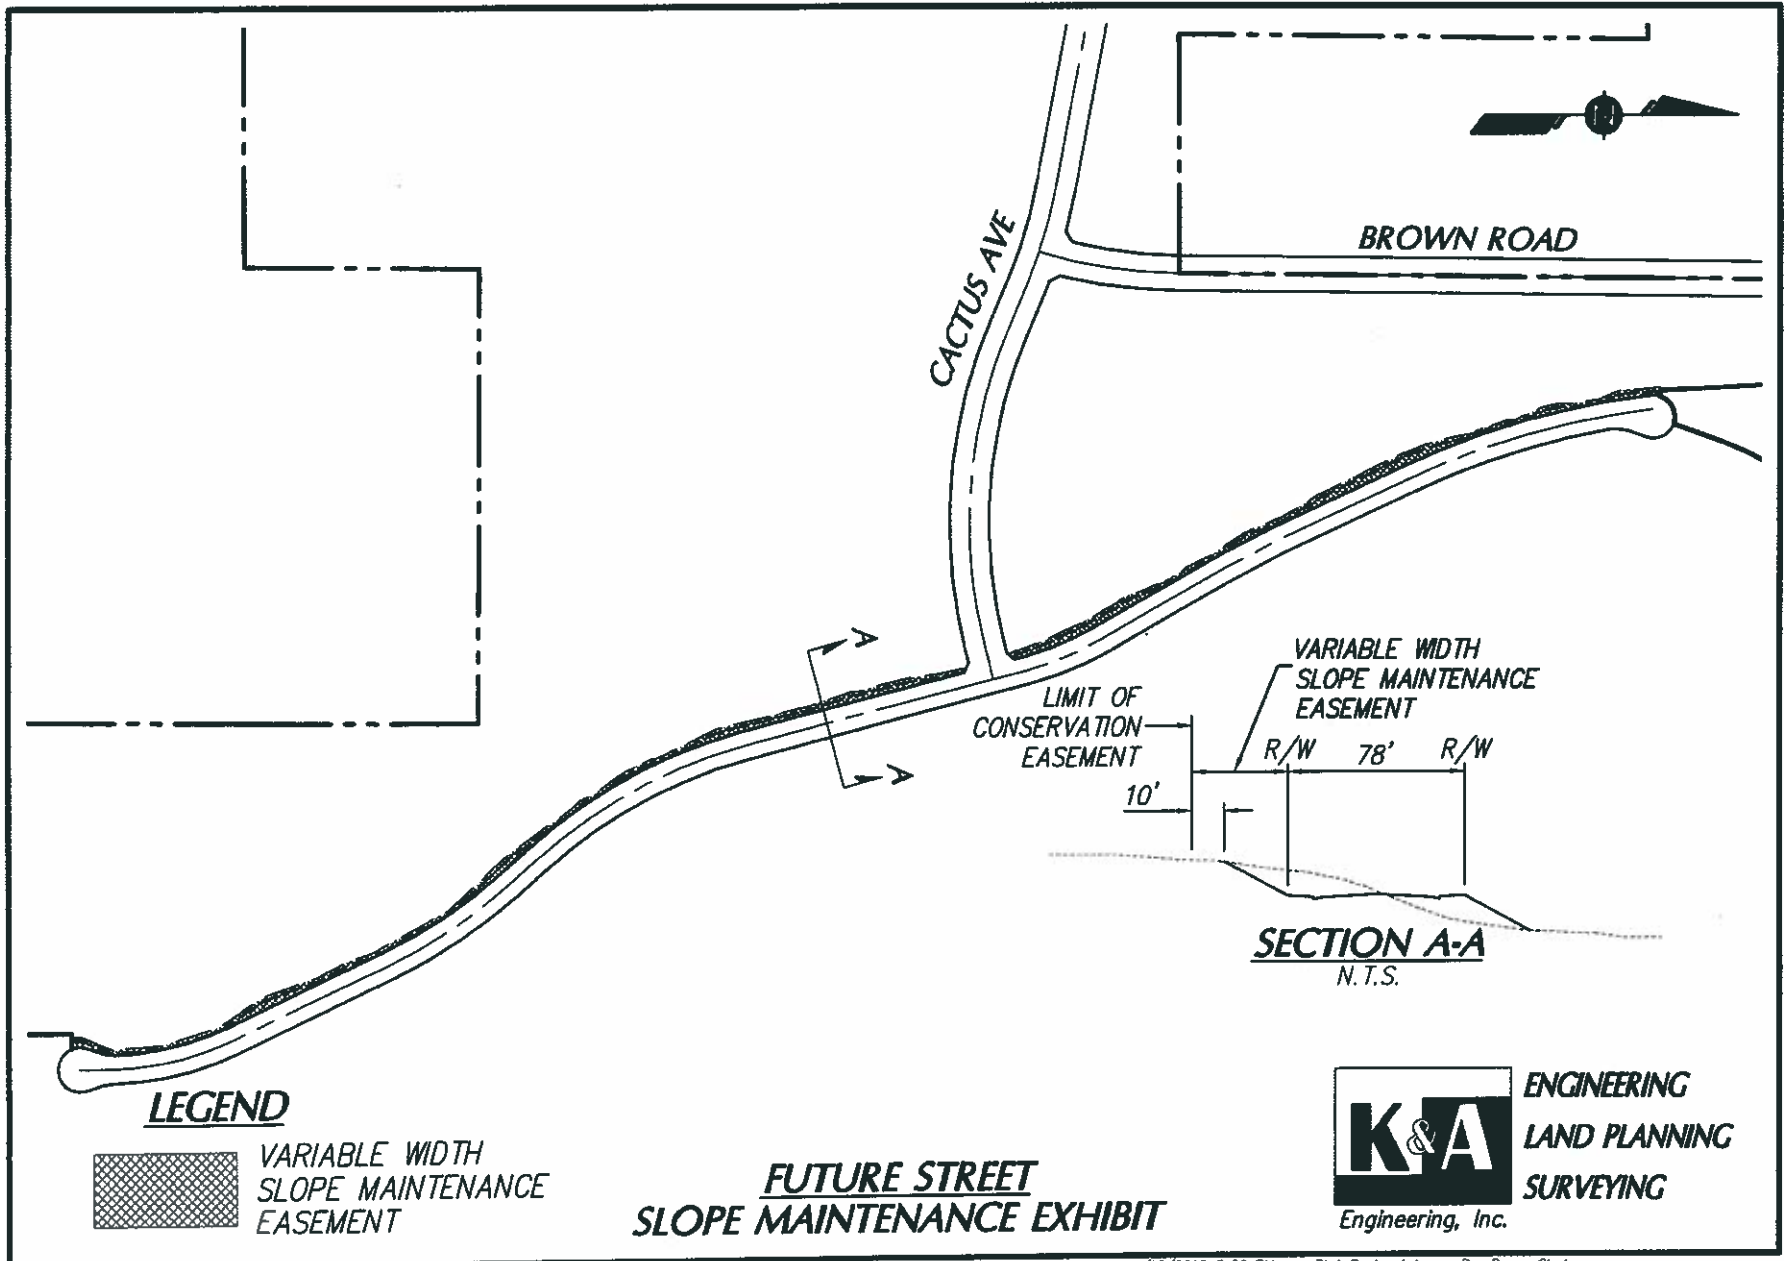 N
BROWN ROAD
CACTUS AVE
A
A
VARIABLE WIDTH
SLOPE MAINTENANCE
EASEMENT
LIMIT OF
CONSERVATION
EASEMENT
R/W 78' R/W
10'
SECTION A-A
N.T.S.
LEGEND
VARIABLE WIDTH
SLOPE MAINTENANCE
EASEMENT
FUTURE STREET
SLOPE MAINTENANCE EXHIBIT
K&A
Engineering, Inc.
ENGINEERING
LAND PLANNING
SURVEYING